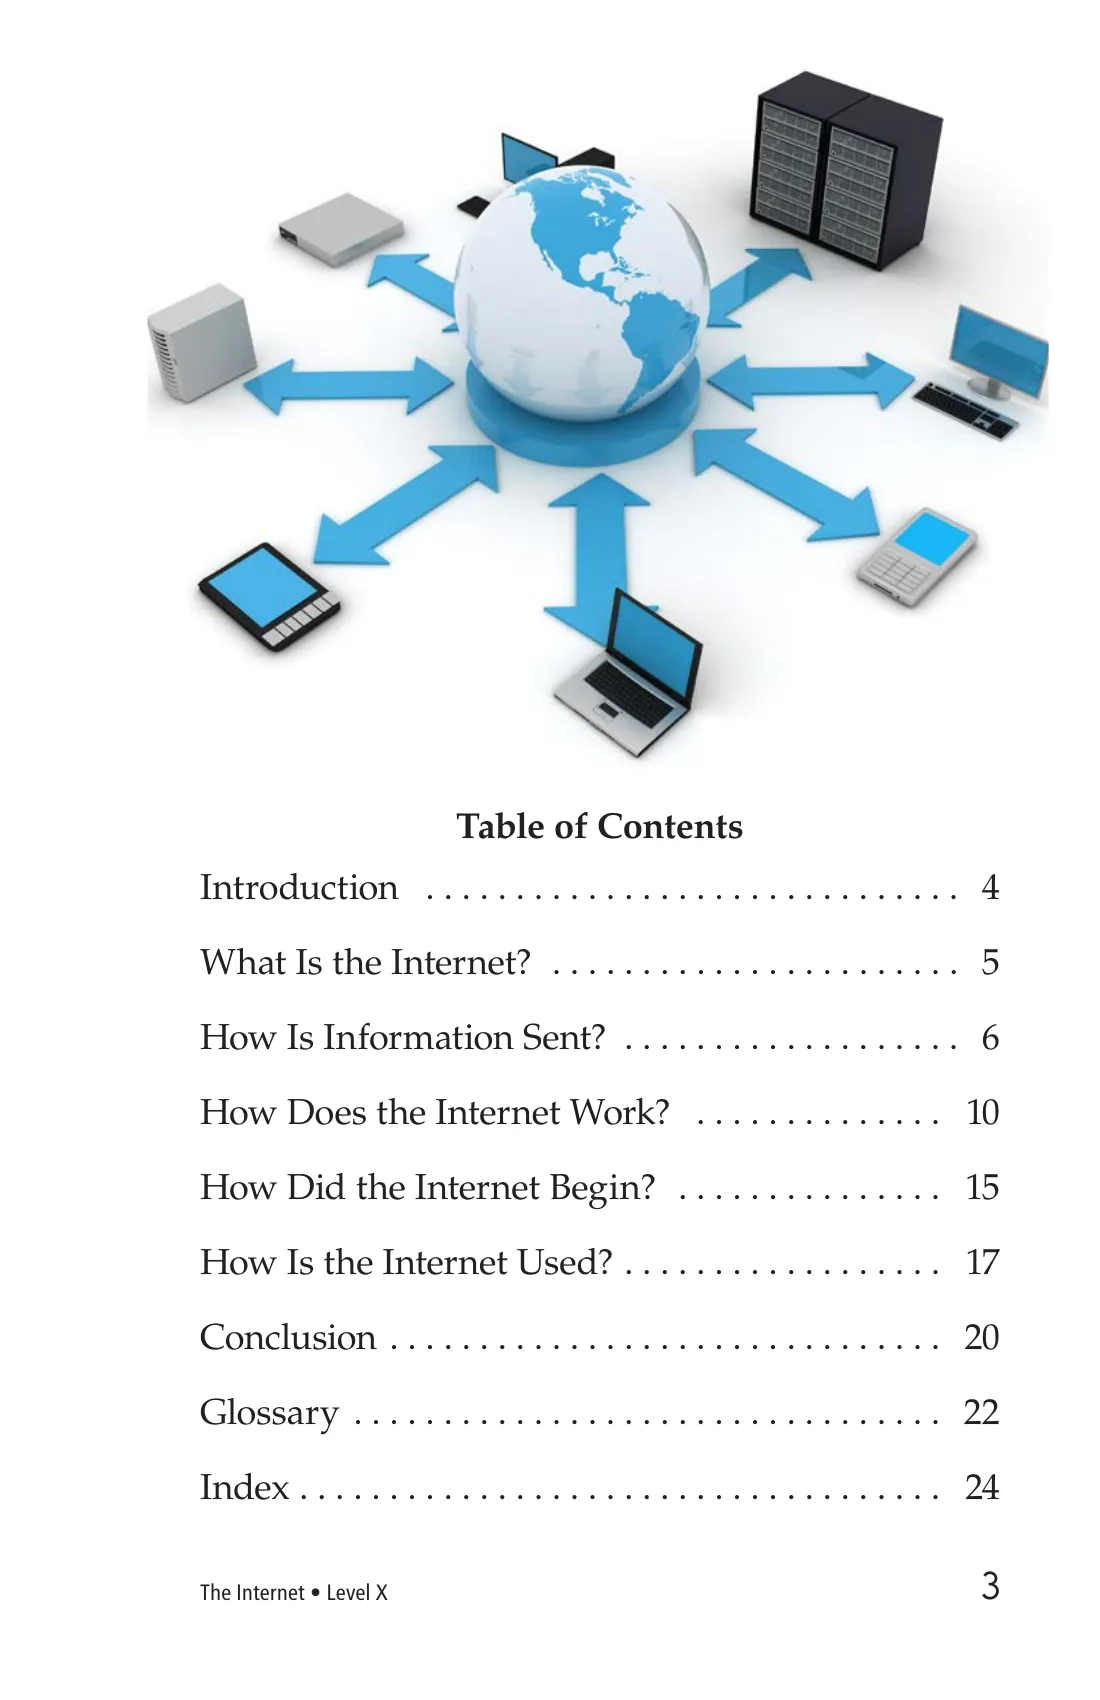 Table of Contents
Introduction . . . . . . . . . . . . . . . . . . . . . . . . . . . . . . 4
What Is the Internet? . . . . . . . . . . . . . . . . . . . . . . . 5
How Is Information Sent? . . . . . . . . . . . . . . . . . . . 6
How Does the Internet Work? . . . . . . . . . . . . . . 10
How Did the Internet Begin? . . . . . . . . . . . . . . . 15
How Is the Internet Used? . . . . . . . . . . . . . . . . . . 17
Conclusion . . . . . . . . . . . . . . . . . . . . . . . . . . . . . . . 20
Glossary . . . . . . . . . . . . . . . . . . . . . . . . . . . . . . . . . 22
Index . . . . . . . . . . . . . . . . . . . . . . . . . . . . . . . . . . . . 24
The Internet • Level X 3